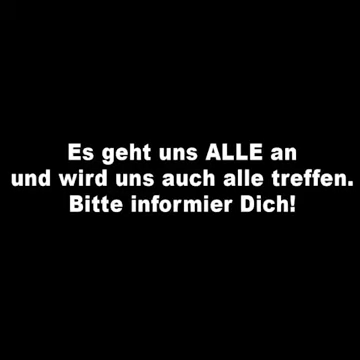 Es geht uns ALLE an
und wird uns auch alle treffen.
Bitte informier Dich!